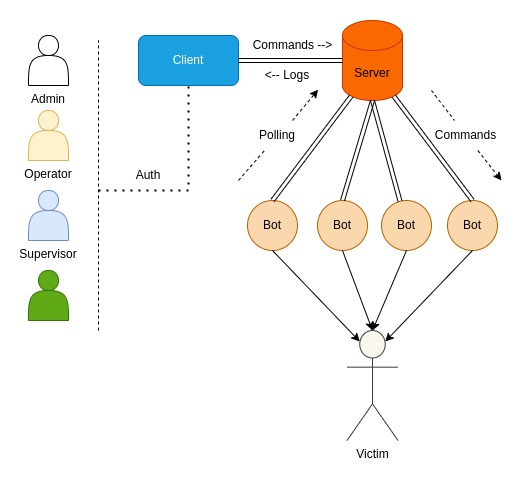 Commands -->
Client
Server
<-- Logs
Admin
Polling
Commands
Operator
Auth
Bot
Bot
Bot
Bot
Supervisor
Victim